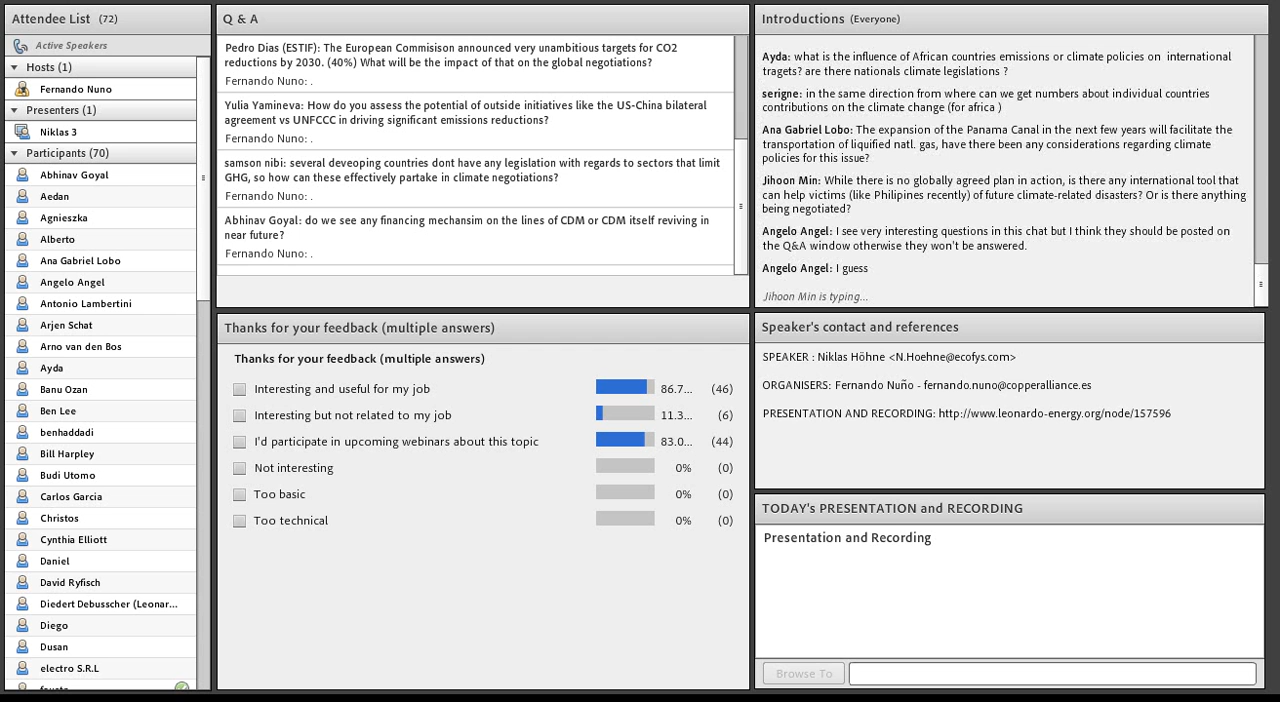 Attendee List (72)
Active Speakers
Hosts (1)
Fernando Nuno
Presenters (1)
Niklas 3
Participants (70)
Abhinav Goyal
Aedan
Agnieszka
Alberto
Ana Gabriel Lobo
Angelo Angel
Antonio Lambertini
Arjen Schat
Arno van den Bos
Ayda
Banu Ozan
Ben Lee
benhaddadi
Bill Harpley
Budi Utomo
Carlos Garcia
Christos
Cynthia Elliott
Daniel
David Ryfisch
Diedert Debusscher (Leonar...
Diego
Dusan
electro S.R.L
Q & A
Pedro Dias (ESTIF): The European Commisison announced very unambitious targets for CO2
reductions by 2030. (40%) What will be the impact of that on the global negotiations?
Fernando Nuno: .
Yulia Yamineva: How do you assess the potential of outside initiatives like the US-China bilateral
agreement vs UNFCCC in driving significant emissions reductions?
Fernando Nuno: .
samson nibi: several deveoping countries dont have any legislation with regards to sectors that limit
GHG, so how can these effectively partake in climate negotiations?
Fernando Nuno: .
Abhinav Goyal: do we see any financing mechansim on the lines of CDM or CDM itself reviving in
near future?
Fernando Nuno: .
Thanks for your feedback (multiple answers)
Thanks for your feedback (multiple answers)
Interesting and useful for my job 86.7... (46)
Interesting but not related to my job 11.3... (6)
I'd participate in upcoming webinars about this topic 83.0... (44)
Not interesting 0% (0)
Too basic 0% (0)
Too technical 0% (0)
Introductions (Everyone)
Ayda: what is the influence of African countries emissions or climate policies on international
tragets? are there nationals climate legislations ?
serigne: in the same direction from where can we get numbers about individual countries
contributions on the climate change (for africa )
Ana Gabriel Lobo: The expansion of the Panama Canal in the next few years will facilitate the
transportation of liquified natl. gas, have there been any considerations regarding climate
policies for this issue?
Jihoon Min: While there is no globally agreed plan in action, is there any international tool that
can help victims (like Philipines recently) of future climate-related disasters? Or is there anything
being negotiated?
Angelo Angel: I see very interesting questions in this chat but I think they should be posted on
the Q&A window otherwise they won't be answered.
Angelo Angel: I guess
Jihoon Min is typing...
Speaker's contact and references
SPEAKER : Niklas Höhne <N.Hoehne@ecofys.com>
ORGANISERS: Fernando Nuño - fernando.nuno@copperalliance.es
PRESENTATION AND RECORDING: http://www.leonardo-energy.org/node/157596
TODAY's PRESENTATION and RECORDING
Presentation and Recording
Browse To